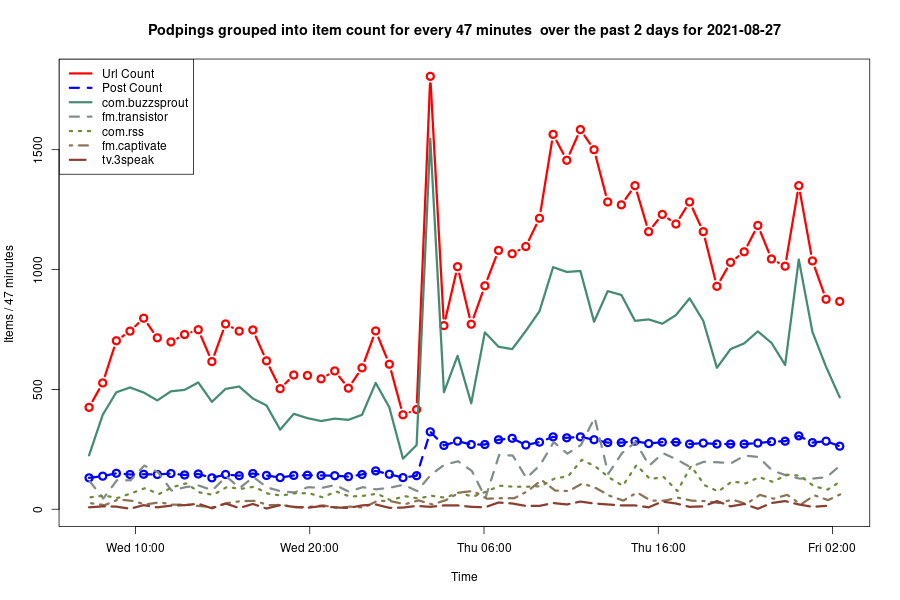 Podpings grouped into item count for every 47 minutes  over the past 2 days for 2021-08-27
Url Count
Post Count
com.buzzsprout
fm.transistor
com.rss
fm.captivate
tv.3speak
1500
1000
500
0
Items / 47 minutes
Wed 10:00
Wed 20:00
Thu 06:00
Thu 16:00
Fri 02:00
Time